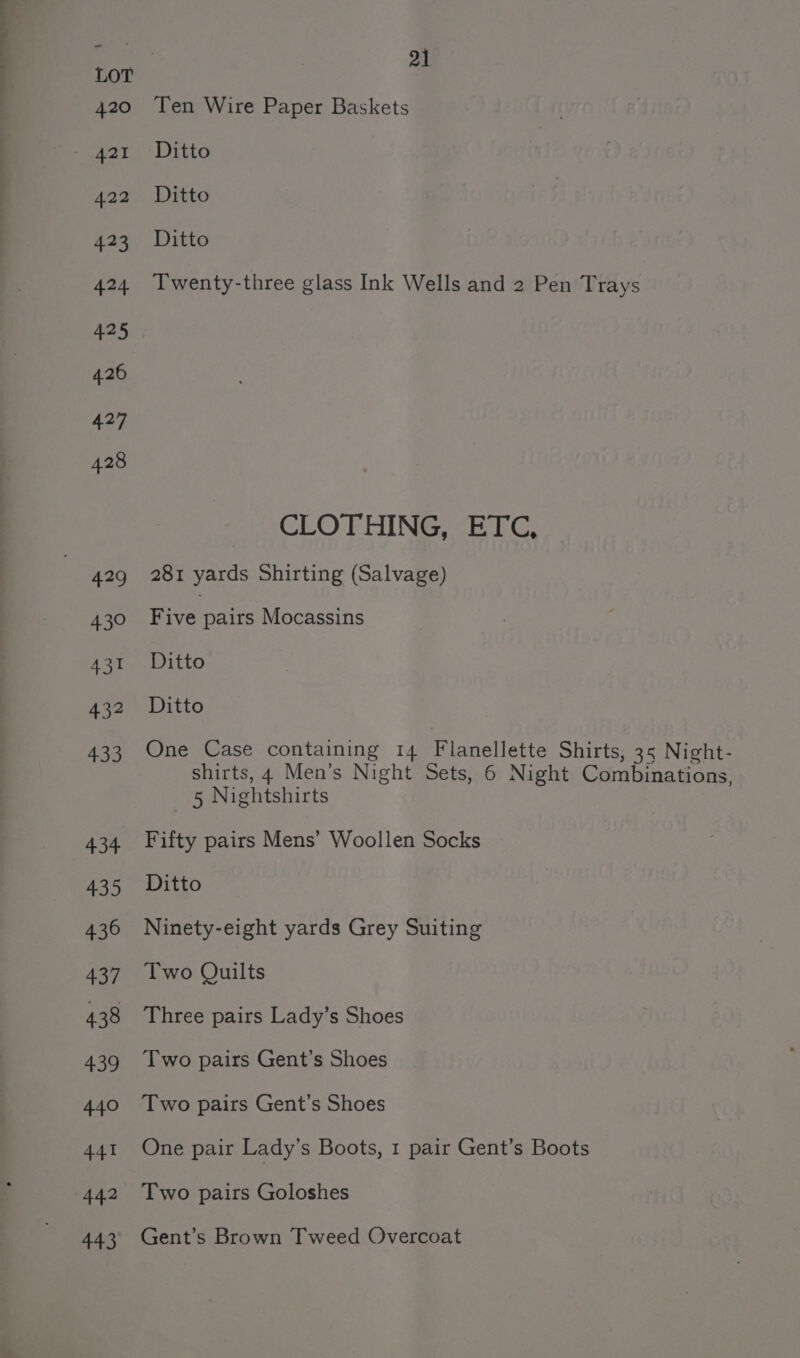 21
LOT
420 Ten Wire Paper Baskets
421 Ditto
422 Ditto
423 Ditto
424 Twenty-three glass Ink Wells and 2 Pen Trays
425
426
427
428
CLOTHING, ETC.
429 281 yards Shirting (Salvage)
430 Five pairs Mocassins
431 Ditto
432 Ditto
433 One Case containing 14 Flanellette Shirts, 35 Night-
shirts, 4 Men's Night Sets, 6 Night Combinations,
5 Nightshirts
434 Fifty pairs Mens' Woollen Socks
435 Ditto
436 Ninety-eight yards Grey Suiting
437 Two Quilts
438 Three pairs Lady's Shoes
439 Two pairs Gent's Shoes
440 Two pairs Gent's Shoes
441 One pair Lady's Boots, 1 pair Gent's Boots
442 Two pairs Goloshes
443 Gent's Brown Tweed Overcoat